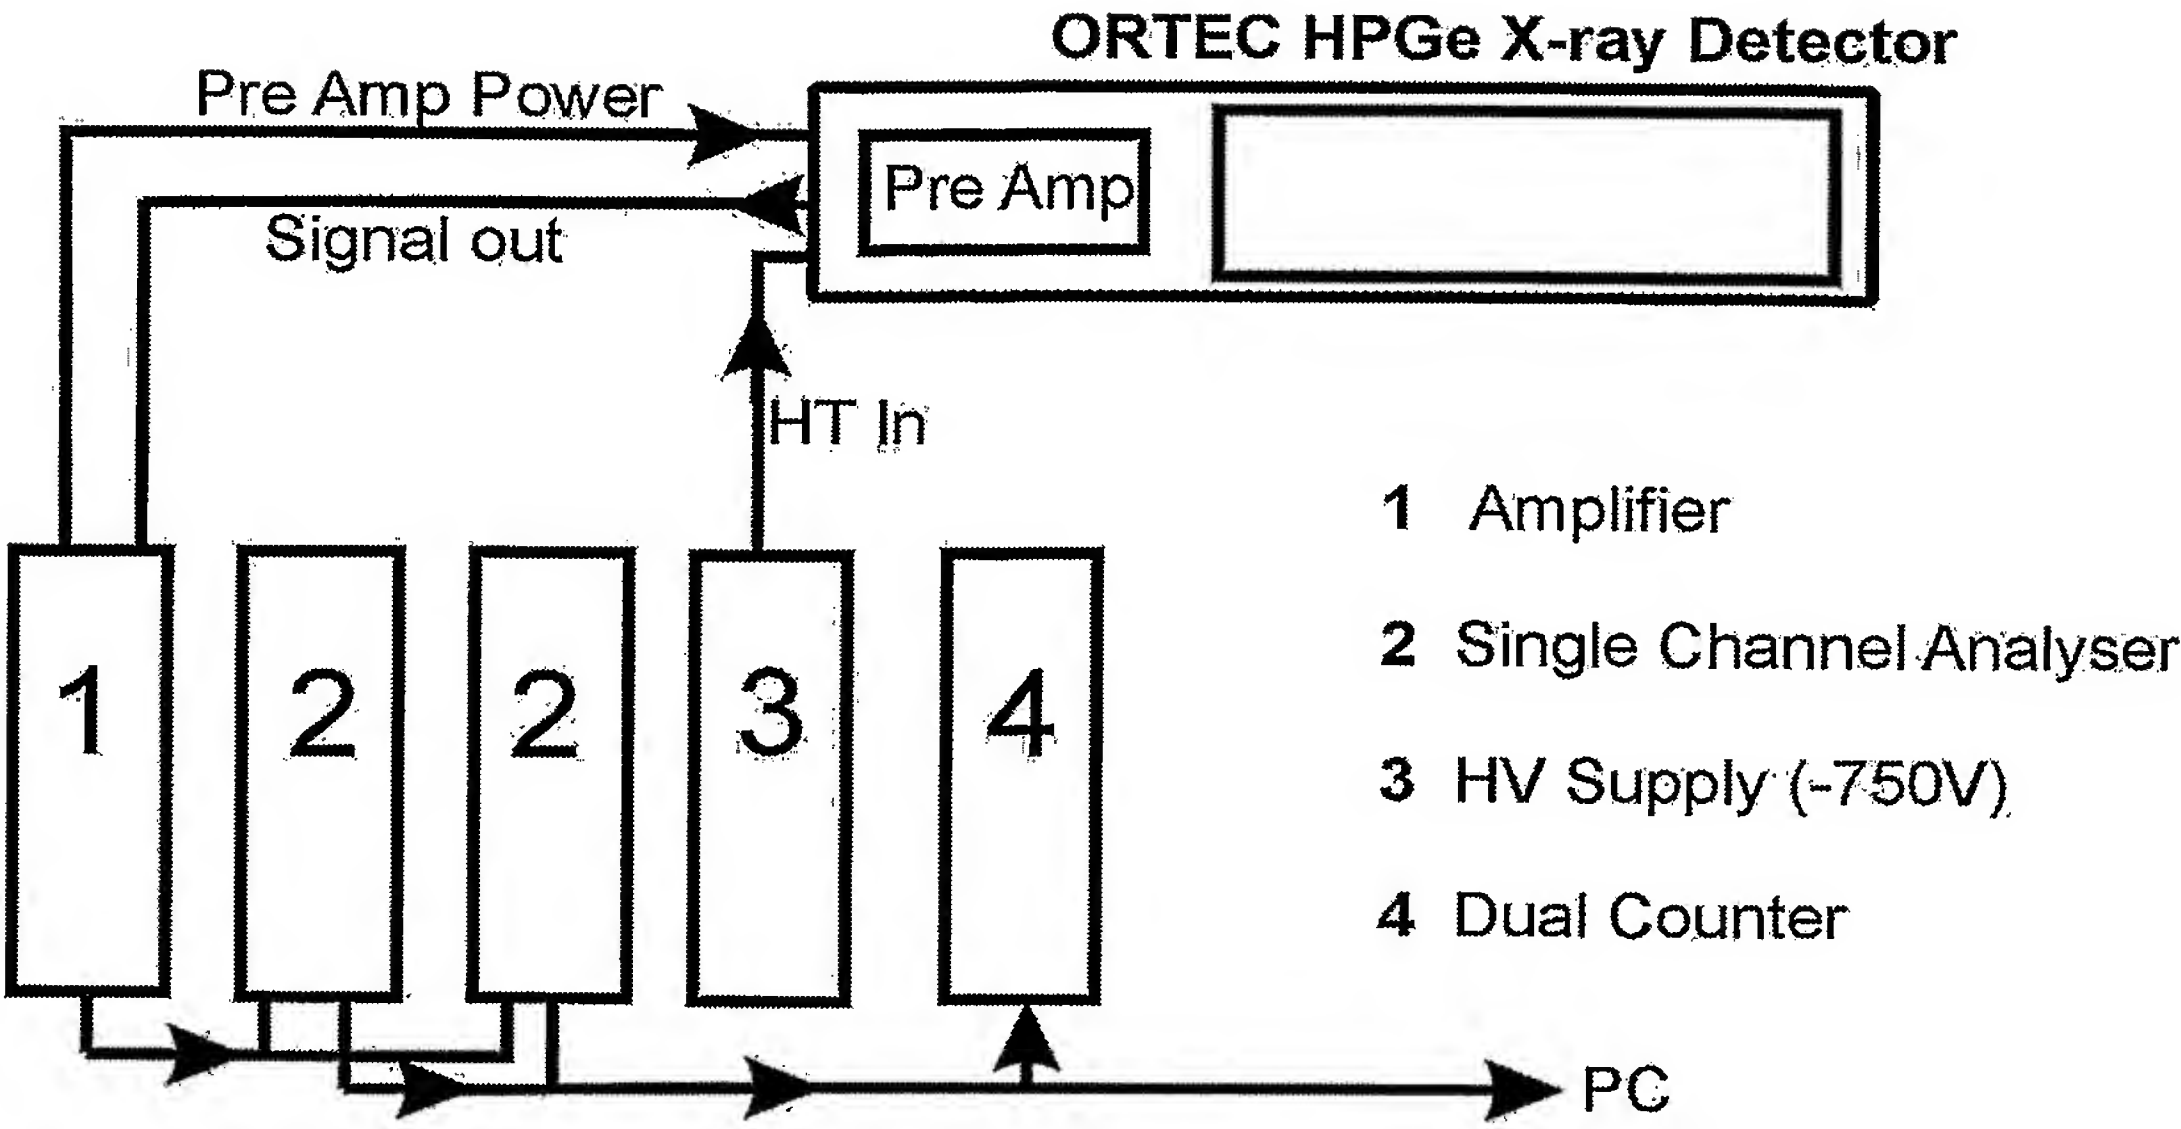 ORTEC HPGe X-ray Detector
Pre Amp Power
Pre Amp
Signal out
HT In
1 Amplifier
2 Single Channel Analyser
3 HV Supply (-750V)
4 Dual Counter
1
2
2
3
4
PC